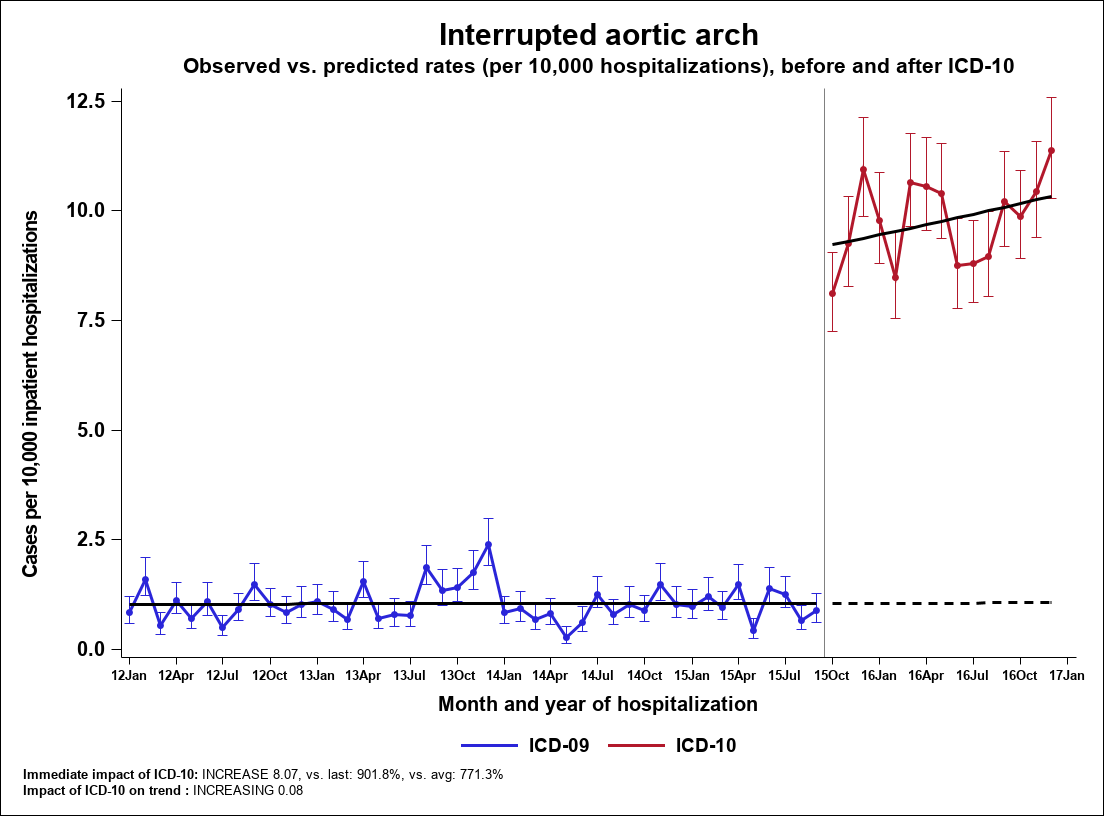 Interrupted aortic arch
Observed vs. predicted rates (per 10,000 hospitalizations), before and after ICD-10
Cases per 10,000 inpatient hospitalizations
12.5
10.0
7.5
5.0
2.5
0.0
12Jan 12Apr 12Jul 12Oct 13Jan 13Apr 13Jul 13Oct 14Jan 14Apr 14Jul 14Oct 15Jan 15Apr 15Jul 15Oct 16Jan 16Apr 16Jul 16Oct 17Jan
Month and year of hospitalization
ICD-09 ICD-10
Immediate impact of ICD-10: INCREASE 8.07, vs. last: 901.8%, vs. avg: 771.3%
Impact of ICD-10 on trend : INCREASING 0.08